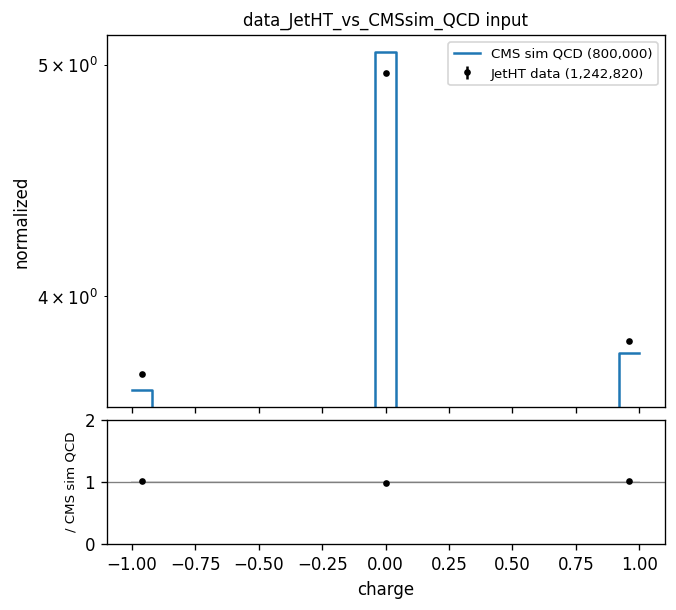 data_JetHT_vs_CMSsim_QCD input
CMS sim QCD (800,000)
JetHT data (1,242,820)
normalized
5 × 10⁰
4 × 10⁰
/ CMS sim QCD
2
1
0
−1.00 −0.75 −0.50 −0.25 0.00 0.25 0.50 0.75 1.00
charge